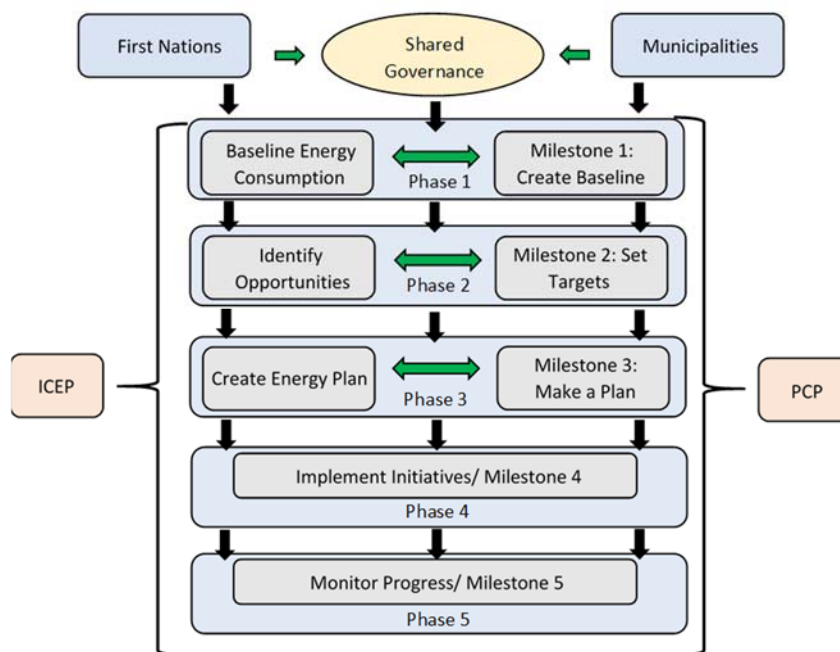 First Nations
Shared
Governance
Municipalities
Baseline Energy
Consumption
Phase 1
Milestone 1:
Create Baseline
Identify
Opportunities
Phase 2
Milestone 2: Set
Targets
Create Energy Plan
Phase 3
Milestone 3:
Make a Plan
ICEP
PCP
Implement Initiatives/ Milestone 4
Phase 4
Monitor Progress/ Milestone 5
Phase 5